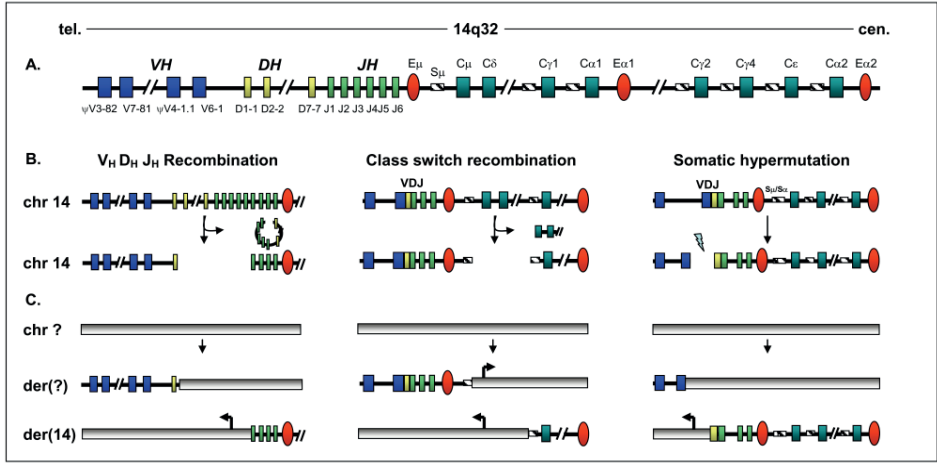 tel. 14q32 cen.
A.
VH DH JH Eμ Sμ Cμ Cδ Cγ1 Cα1 Eα1 Cγ2 Cγ4 Cε Cα2 Eα2
ψV3-82 V7-81 ψV4-1.1 V6-1 D1-1 D2-2 D7-7 J1 J2 J3 J4J5 J6
B. VH DH JH Recombination Class switch recombination Somatic hypermutation
VDJ VDJ Sμ/Sα
chr 14
chr 14
C.
chr ?
der(?)
der(14)